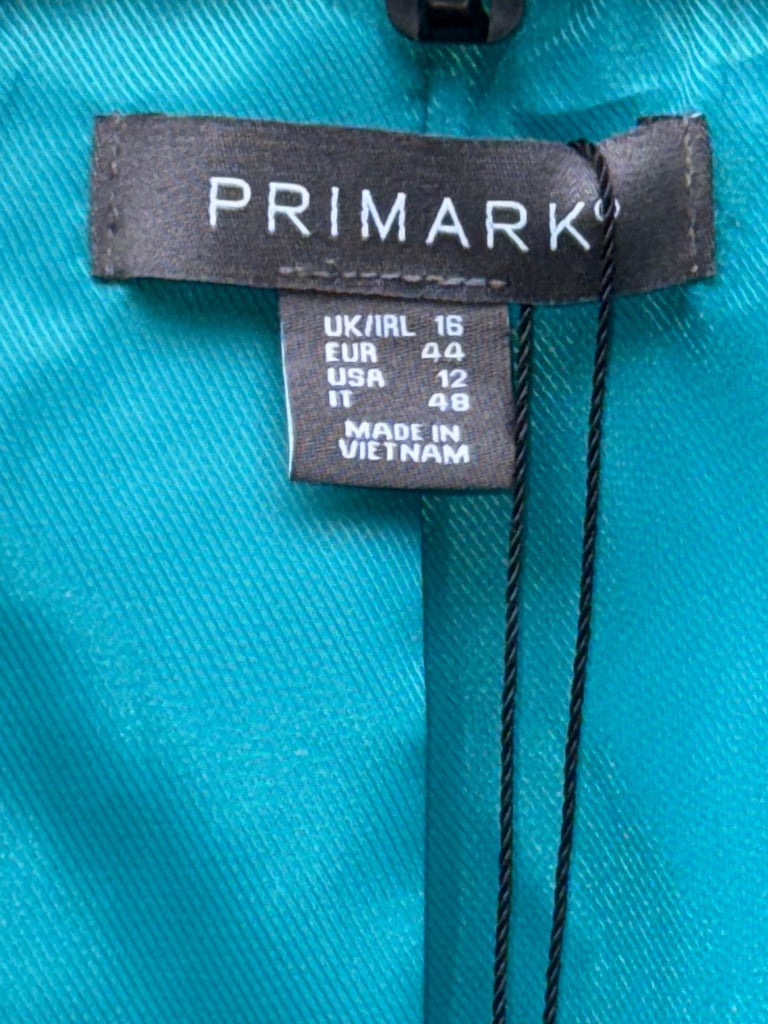 PRIMARK®
UK/IRL 16
EUR 44
USA 12
IT 48
MADE IN
VIETNAM